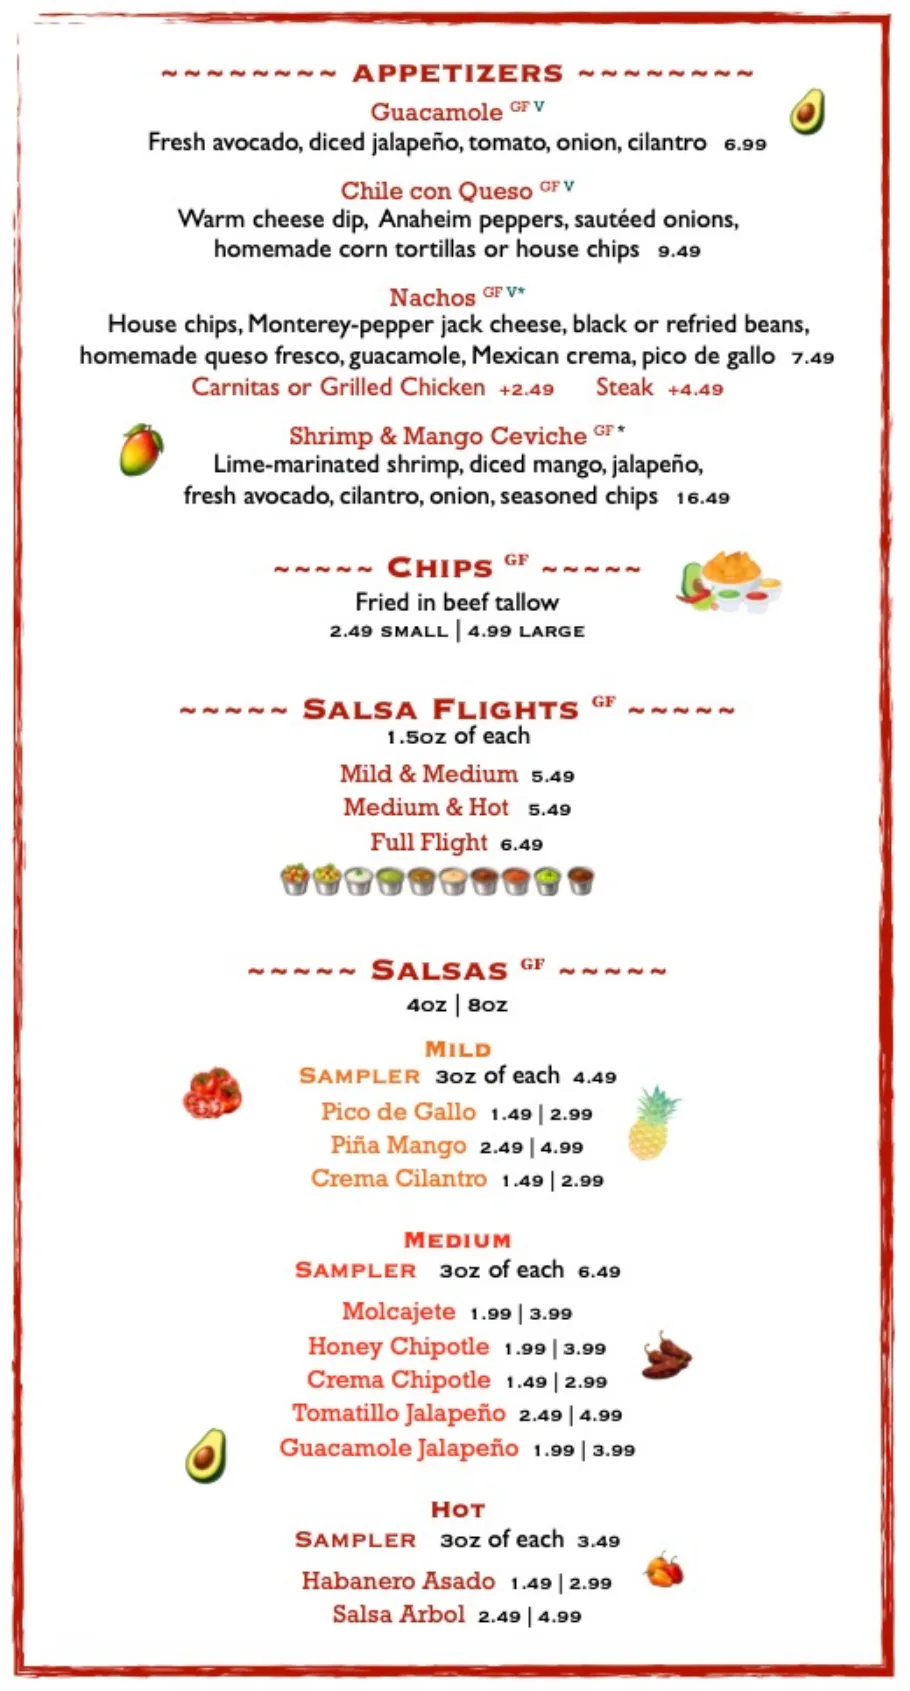 ~~~~~~~~ APPETIZERS ~~~~~~~~
Guacamole GF V
Fresh avocado, diced jalapeño, tomato, onion, cilantro 6.99
Chile con Queso GF V
Warm cheese dip, Anaheim peppers, sautéed onions,
homemade corn tortillas or house chips 9.49
Nachos GF V*
House chips, Monterey-pepper jack cheese, black or refried beans,
homemade queso fresco, guacamole, Mexican crema, pico de gallo 7.49
Carnitas or Grilled Chicken +2.49 Steak +4.49
Shrimp & Mango Ceviche GF *
Lime-marinated shrimp, diced mango, jalapeño,
fresh avocado, cilantro, onion, seasoned chips 16.49
~~~~~ CHIPS GF ~~~~~
Fried in beef tallow
2.49 SMALL | 4.99 LARGE
~~~~~ SALSA FLIGHTS GF ~~~~~
1.5OZ of each
Mild & Medium 5.49
Medium & Hot 5.49
Full Flight 6.49
~~~~~ SALSAS GF ~~~~~
4OZ | 8OZ
MILD
SAMPLER 3OZ of each 4.49
Pico de Gallo 1.49 | 2.99
Piña Mango 2.49 | 4.99
Crema Cilantro 1.49 | 2.99
MEDIUM
SAMPLER 3OZ of each 6.49
Molcajete 1.99 | 3.99
Honey Chipotle 1.99 | 3.99
Crema Chipotle 1.49 | 2.99
Tomatillo Jalapeño 2.49 | 4.99
Guacamole Jalapeño 1.99 | 3.99
HOT
SAMPLER 3OZ of each 3.49
Habanero Asado 1.49 | 2.99
Salsa Arbol 2.49 | 4.99